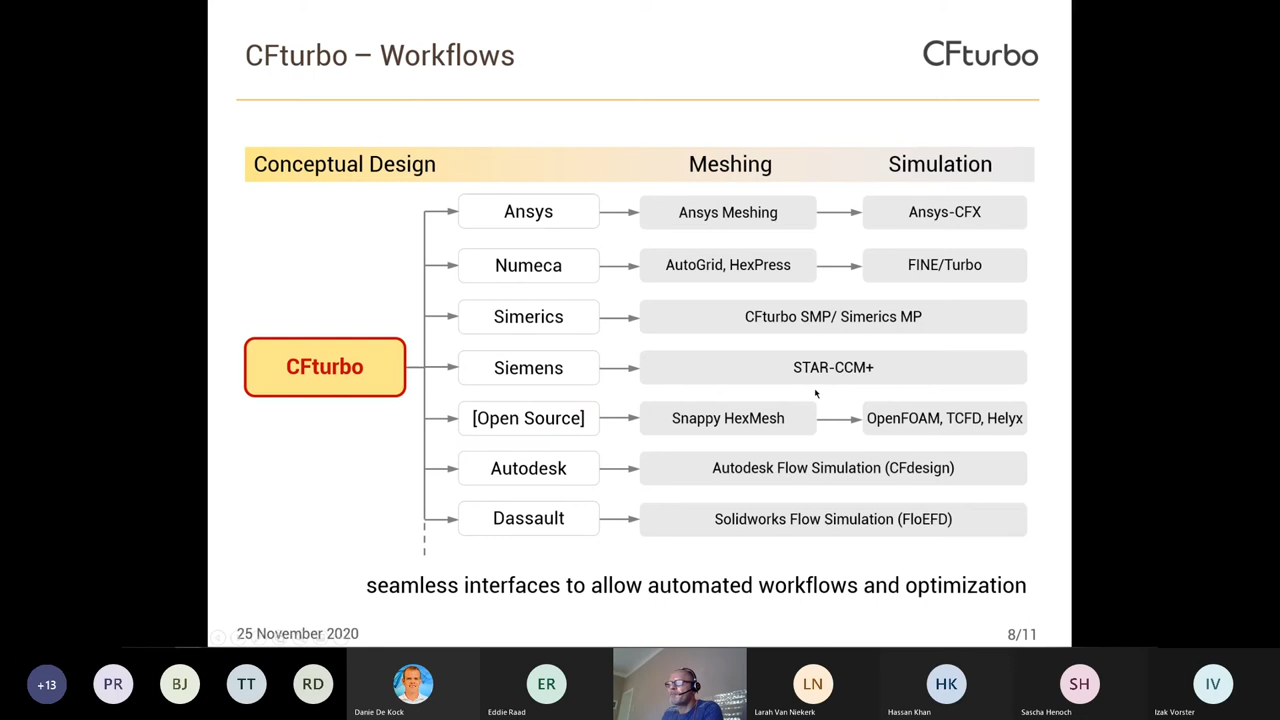 CFturbo – Workflows
CFturbo
Conceptual Design
Meshing
Simulation
Ansys
Ansys Meshing
Ansys-CFX
Numeca
AutoGrid, HexPress
FINE/Turbo
Simerics
CFturbo SMP/ Simerics MP
CFturbo
Siemens
STAR-CCM+
[Open Source]
Snappy HexMesh
OpenFOAM, TCFD, Helyx
Autodesk
Autodesk Flow Simulation (CFdesign)
Dassault
Solidworks Flow Simulation (FloEFD)
seamless interfaces to allow automated workflows and optimization
25 November 2020
8/11
+13
PR
BJ
TT
RD
Danie De Kock
ER
Eddie Raad
LN
Larah Van Niekerk
HK
Hassan Khan
SH
Sascha Henoch
IV
Izak Vorster